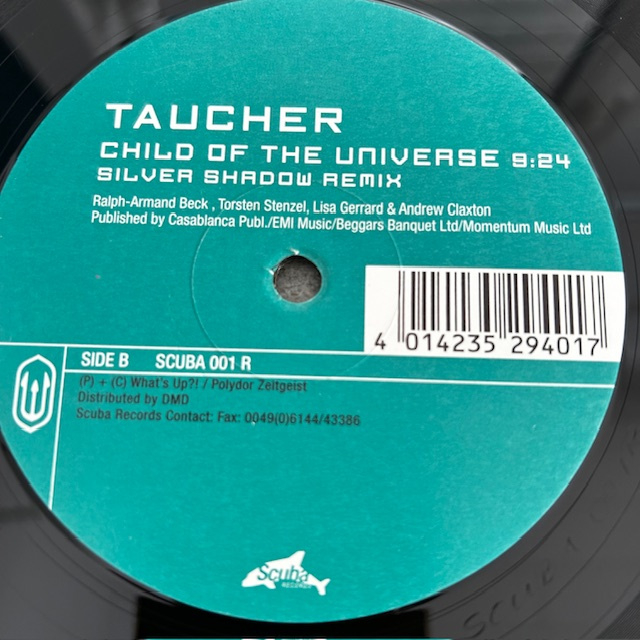 TAUCHER
CHILD OF THE UNIVERSE 9:24
SILVER SHADOW REMIX
Ralph-Armand Beck , Torsten Stenzel, Lisa Gerrard & Andrew Claxton
Published by Casablanca Publ./EMI Music/Beggars Banquet Ltd/Momentum Music Ltd
4 014235 294017
SIDE B SCUBA 001 R
(P) + (C) What's Up?! / Polydor Zeitgeist
Distributed by DMD
Scuba Records Contact: Fax: 0049(0)6144/43386
Scuba
RECORDS